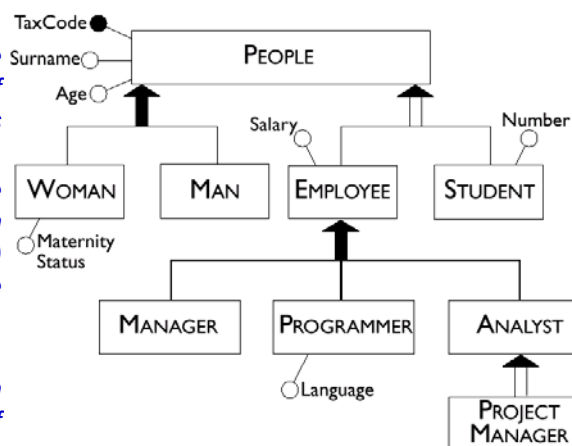 TaxCode
Surname
Age
PEOPLE
Salary
Number
WOMAN
MAN
EMPLOYEE
STUDENT
Maternity
Status
MANAGER
PROGRAMMER
ANALYST
Language
PROJECT
MANAGER